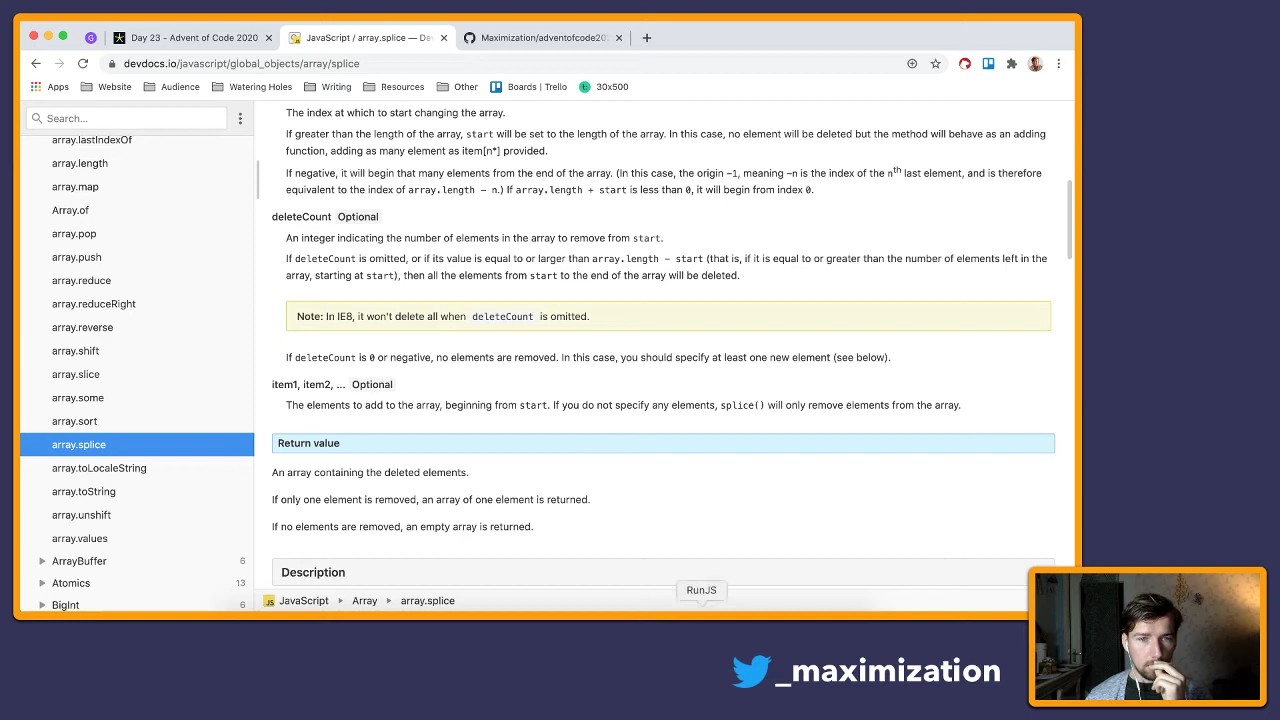 Day 23 - Advent of Code 2020
JavaScript / array.splice — De
Maximization/adventofcode202
devdocs.io/javascript/global_objects/array/splice
Apps
Website
Audience
Watering Holes
Writing
Resources
Other
Boards | Trello
30x500
Search...
array.lastIndexOf
array.length
array.map
Array.of
array.pop
array.push
array.reduce
array.reduceRight
array.reverse
array.shift
array.slice
array.some
array.sort
array.splice
array.toLocaleString
array.toString
array.unshift
array.values
ArrayBuffer 6
Atomics 13
BigInt 6
The index at which to start changing the array.
If greater than the length of the array, start will be set to the length of the array. In this case, no element will be deleted but the method will behave as an adding
function, adding as many element as item[n*] provided.
If negative, it will begin that many elements from the end of the array. (In this case, the origin −1, meaning −n is the index of the nth last element, and is therefore
equivalent to the index of array.length - n.) If array.length + start is less than 0, it will begin from index 0.
deleteCount Optional
An integer indicating the number of elements in the array to remove from start.
If deleteCount is omitted, or if its value is equal to or larger than array.length - start (that is, if it is equal to or greater than the number of elements left in the
array, starting at start), then all the elements from start to the end of the array will be deleted.
Note: In IE8, it won't delete all when deleteCount is omitted.
If deleteCount is 0 or negative, no elements are removed. In this case, you should specify at least one new element (see below).
item1, item2, ... Optional
The elements to add to the array, beginning from start. If you do not specify any elements, splice() will only remove elements from the array.
Return value
An array containing the deleted elements.
If only one element is removed, an array of one element is returned.
If no elements are removed, an empty array is returned.
Description
RunJS
JS JavaScript Array array.splice
_maximization